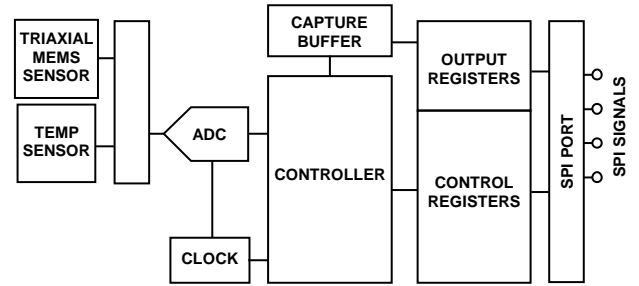 TRIAXIAL
MEMS
SENSOR
TEMP
SENSOR
ADC
CLOCK
CAPTURE
BUFFER
CONTROLLER
OUTPUT
REGISTERS
CONTROL
REGISTERS
SPI PORT
SPI SIGNALS